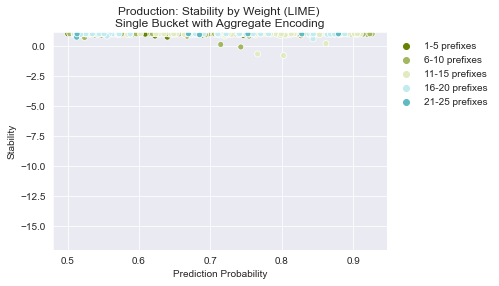 Production: Stability by Weight (LIME)
Single Bucket with Aggregate Encoding
0.0
−2.5
−5.0
−7.5
−10.0
−12.5
−15.0
Stability
0.5 0.6 0.7 0.8 0.9
Prediction Probability
1-5 prefixes
6-10 prefixes
11-15 prefixes
16-20 prefixes
21-25 prefixes